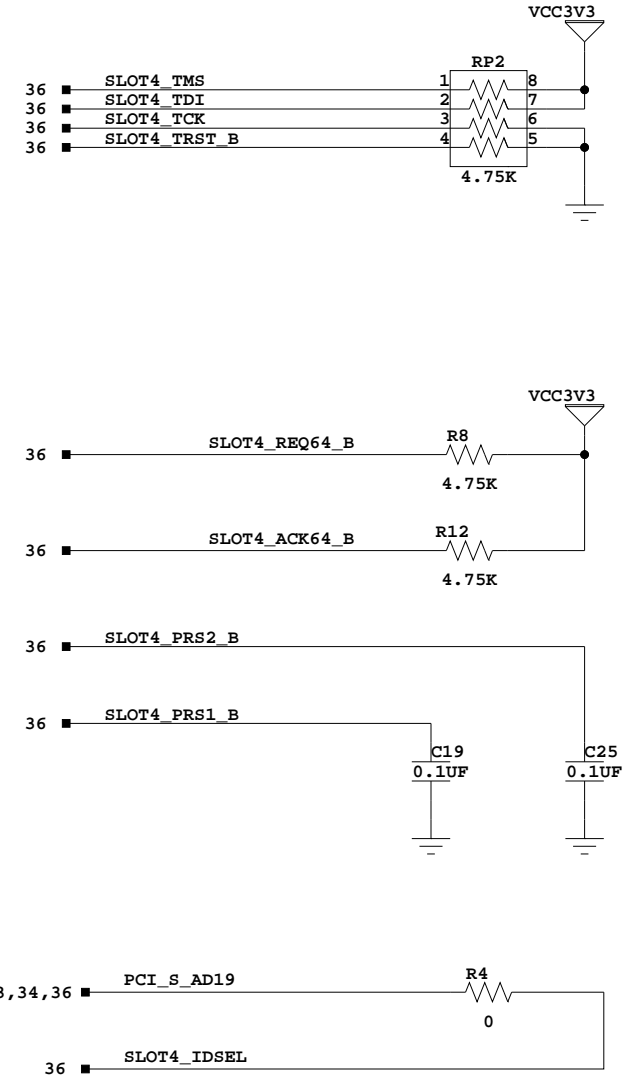 VCC3V3
RP2
36 SLOT4_TMS 1 8
36 SLOT4_TDI 2 7
36 SLOT4_TCK 3 6
36 SLOT4_TRST_B 4 5
4.75K
VCC3V3
36 SLOT4_REQ64_B R8
4.75K
36 SLOT4_ACK64_B R12
4.75K
36 SLOT4_PRS2_B
36 SLOT4_PRS1_B
C19 C25
0.1UF 0.1UF
,34,36 PCI_S_AD19 R4
0
36 SLOT4_IDSEL